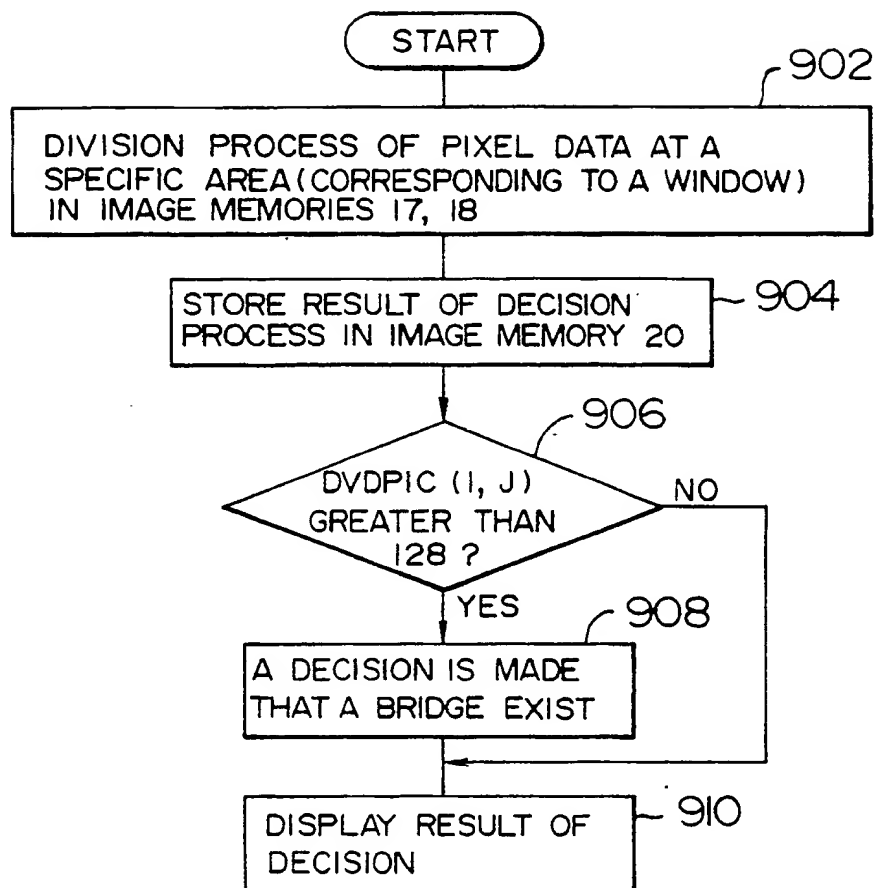 START
902
DIVISION PROCESS OF PIXEL DATA AT A
SPECIFIC AREA (CORRESPONDING TO A WINDOW)
IN IMAGE MEMORIES 17, 18
904
STORE RESULT OF DECISION
PROCESS IN IMAGE MEMORY 20
906
DVDPIC (I, J)
GREATER THAN
128 ?
NO
YES
908
A DECISION IS MADE
THAT A BRIDGE EXIST
910
DISPLAY RESULT OF
DECISION